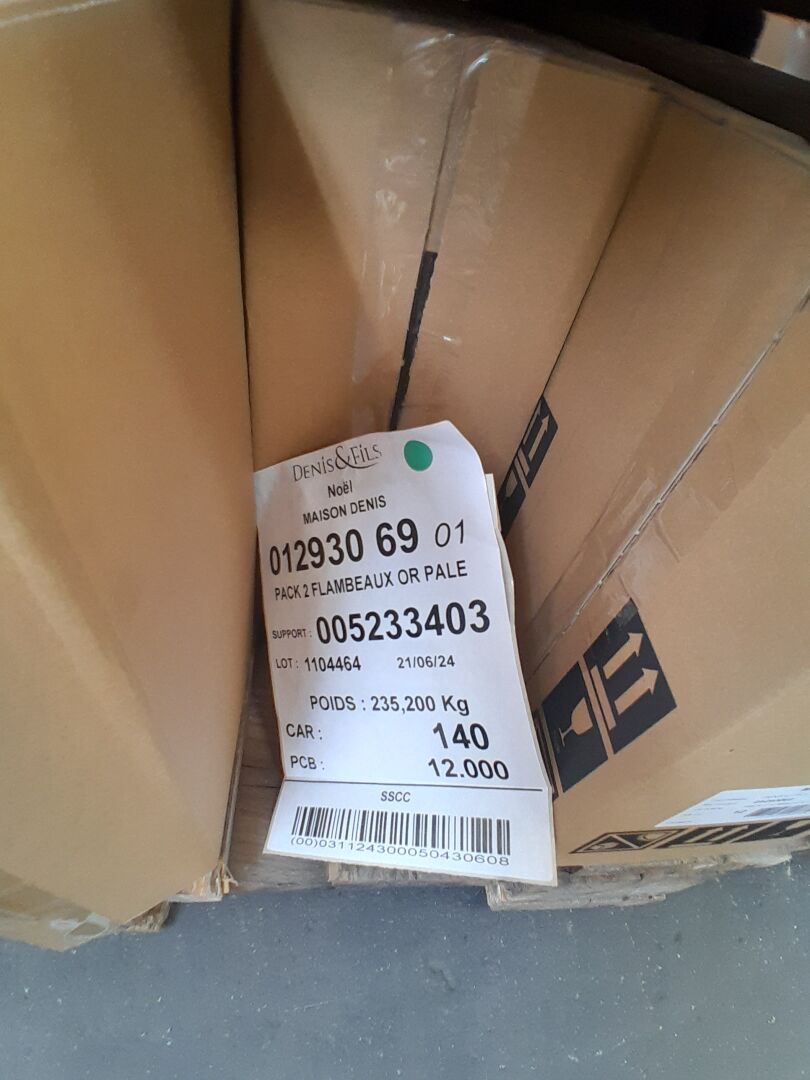 DENIS&FILS
Noël
MAISON DENIS
012930 69 01
PACK 2 FLAMBEAUX OR PALE
SUPPORT : 005233403
LOT : 1104464 21/06/24
POIDS : 235,200 Kg
CAR : 140
PCB : 12.000
SSCC
(00)031124300050430608